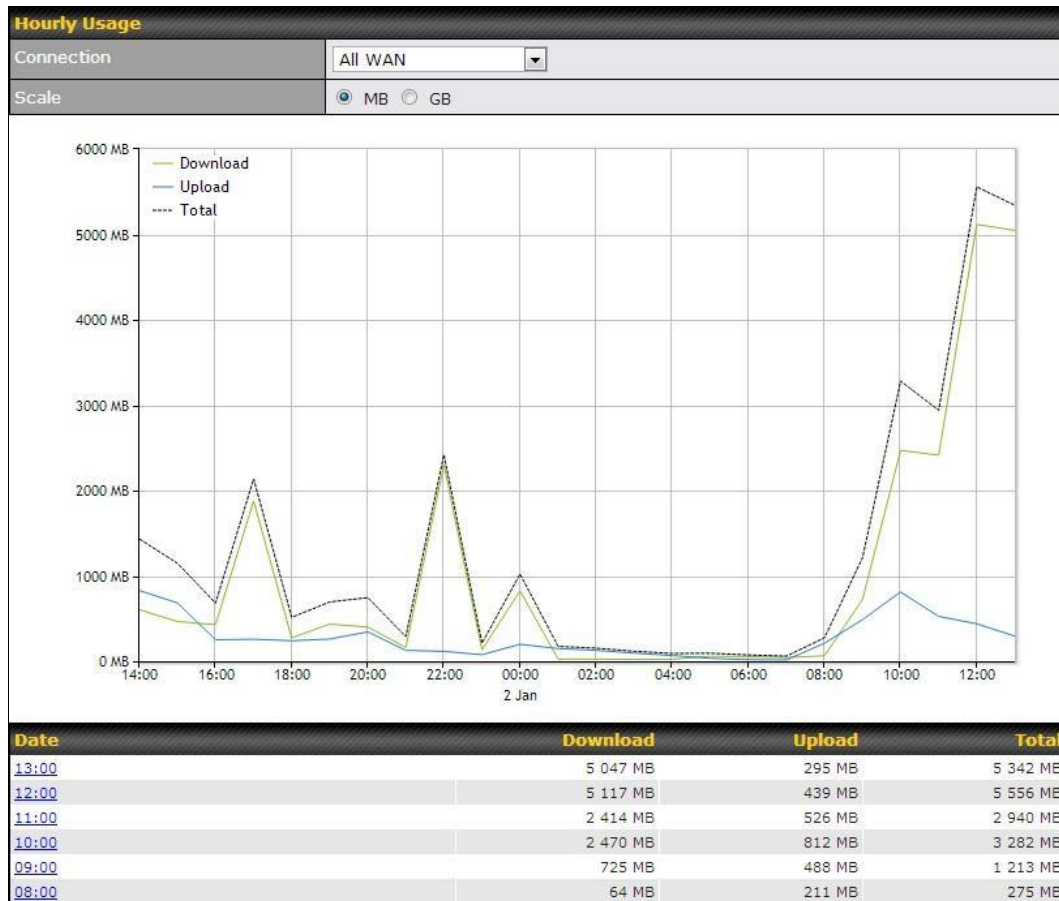 Hourly Usage
Connection All WAN
Scale MB GB
6000 MB
5000 MB
4000 MB
3000 MB
2000 MB
1000 MB
0 MB
Download
Upload
Total
14:00 16:00 18:00 20:00 22:00 00:00 02:00 04:00 06:00 08:00 10:00 12:00
2 Jan
Date Download Upload Total
13:00 5 047 MB 295 MB 5 342 MB
12:00 5 117 MB 439 MB 5 556 MB
11:00 2 414 MB 526 MB 2 940 MB
10:00 2 470 MB 812 MB 3 282 MB
09:00 725 MB 488 MB 1 213 MB
08:00 64 MB 211 MB 275 MB